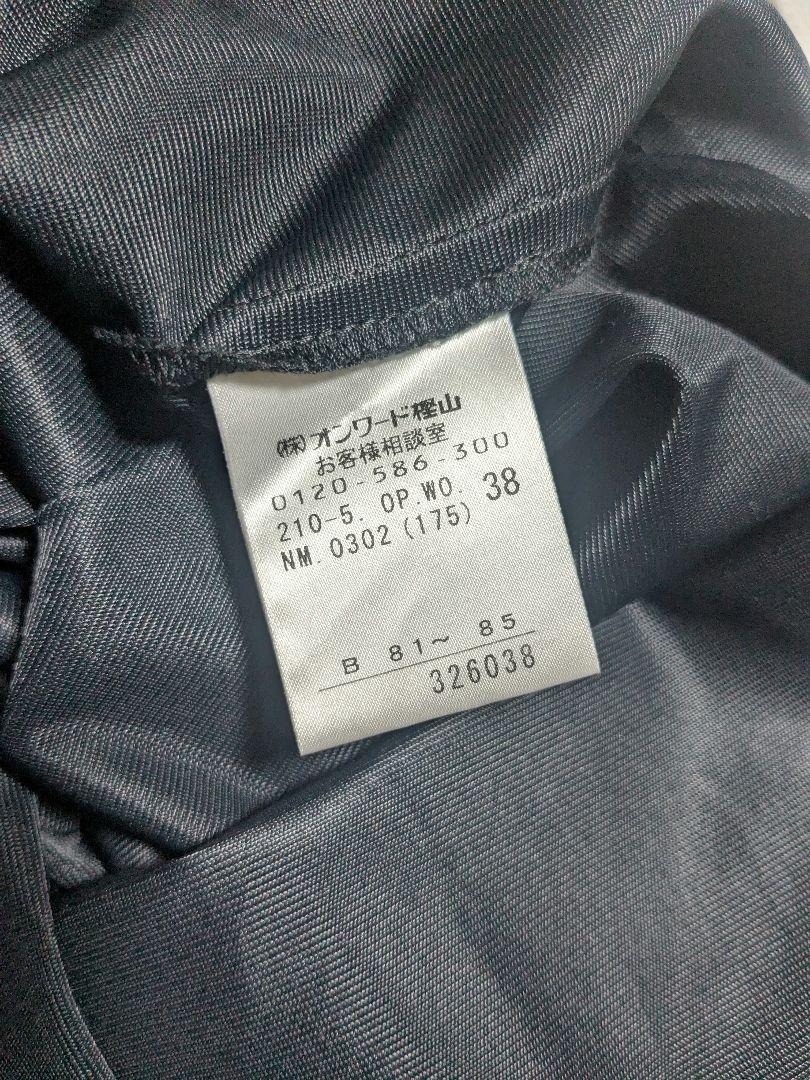 (株)オンワード樫山
お客様相談室
0120-586-300
210-5. OP.WO. 38
NM. 0302 (175)
B 81～ 85
326038